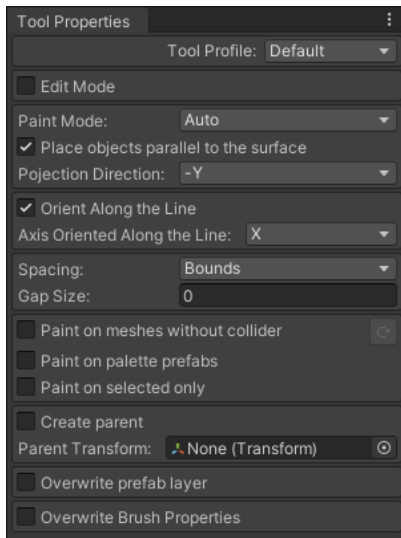 Tool Properties
Tool Profile: Default
Edit Mode
Paint Mode: Auto
Place objects parallel to the surface
Pojection Direction: -Y
Orient Along the Line
Axis Oriented Along the Line: X
Spacing: Bounds
Gap Size: 0
Paint on meshes without collider
Paint on palette prefabs
Paint on selected only
Create parent
Parent Transform: None (Transform)
Overwrite prefab layer
Overwrite Brush Properties